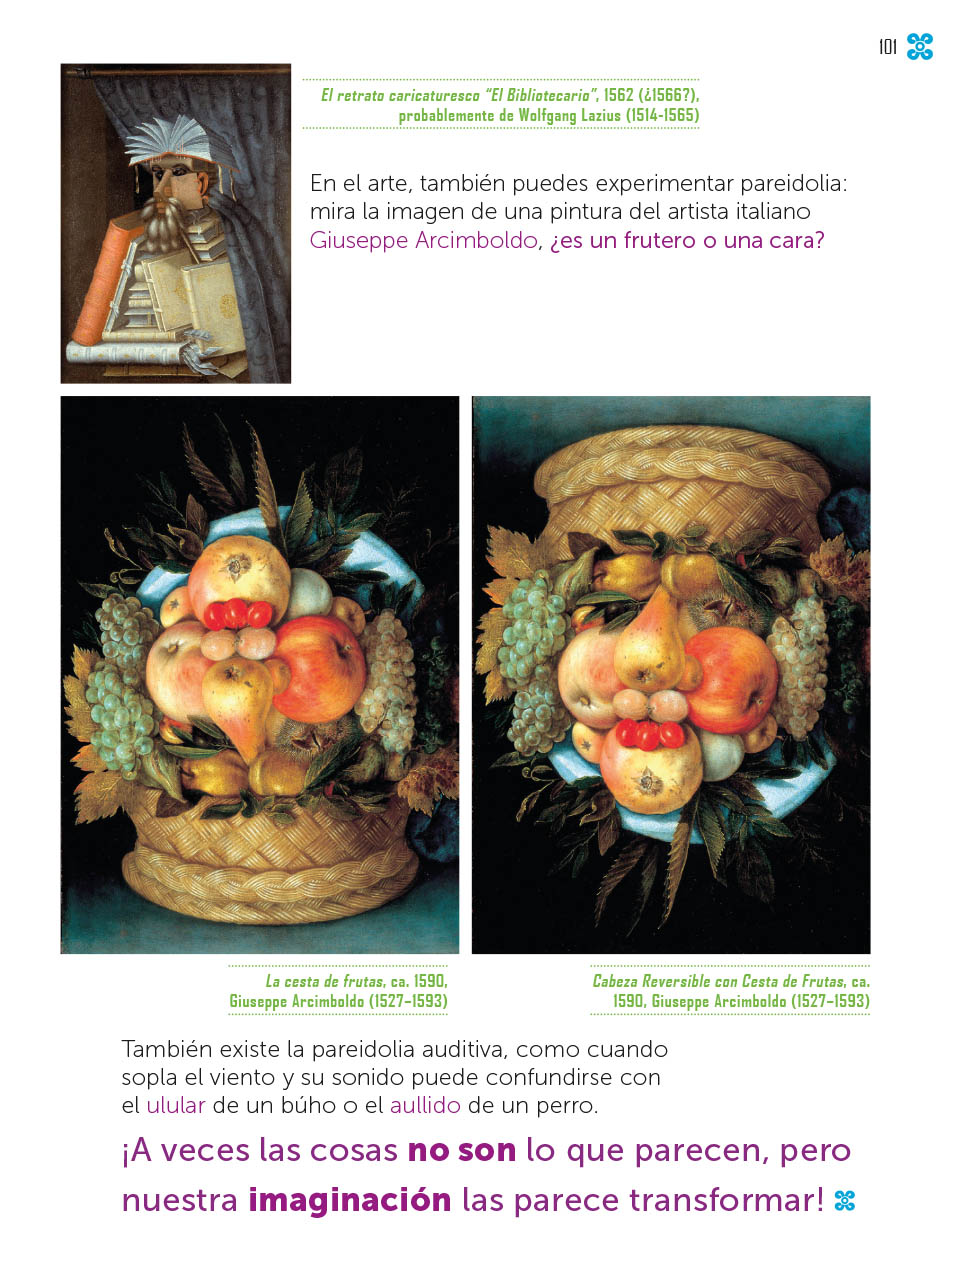 101
El retrato caricaturesco “El Bibliotecario”, 1562 (¿1566?),
probablemente de Wolfgang Lazius (1514-1565)
En el arte, también puedes experimentar pareidolia:
mira la imagen de una pintura del artista italiano
Giuseppe Arcimboldo, ¿es un frutero o una cara?
La cesta de frutas, ca. 1590,
Giuseppe Arcimboldo (1527–1593)
Cabeza Reversible con Cesta de Frutas, ca.
1590, Giuseppe Arcimboldo (1527–1593)
También existe la pareidolia auditiva, como cuando
sopla el viento y su sonido puede confundirse con
el ulular de un búho o el aullido de un perro.
¡A veces las cosas no son lo que parecen, pero
nuestra imaginación las parece transformar!